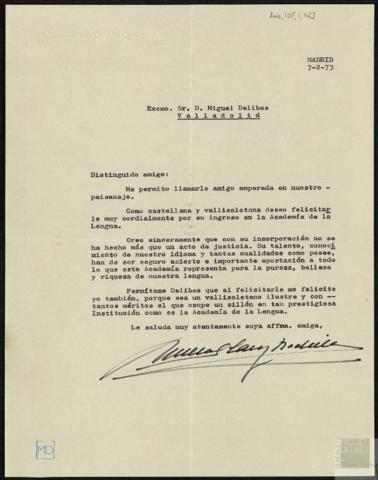 MADRID
7-2-73
Excmo. Sr. D. Miguel Delibes
Valladolid
Distinguido amigo:
Me permito llamarlo amigo amparada en nuestro -
paisanaje.
Como castellana y vallisoletana deseo felicitar
le muy cordialmente por su ingreso en la Academia de la
Lengua.
Creo sinceramente que con su incorporación no se
ha hecho más que un acto de justicia. Su talento, conoci
miento de nuestro idioma y tantas cualidades como posee,
han de ser seguro acierto e importante aportación a todo
lo que esta Academia representa para la pureza, belleza
y riqueza de nuestra lengua.
Permítame Delibes que al felicitarle me felicite
yo también, porque sea un vallisoletano ilustre y con --
tantos méritos el que ocupe un sillón en tan prestigiosa
Institución como es la Academia de la Lengua.
Le saluda muy atentamente suya affma. amiga,
MD